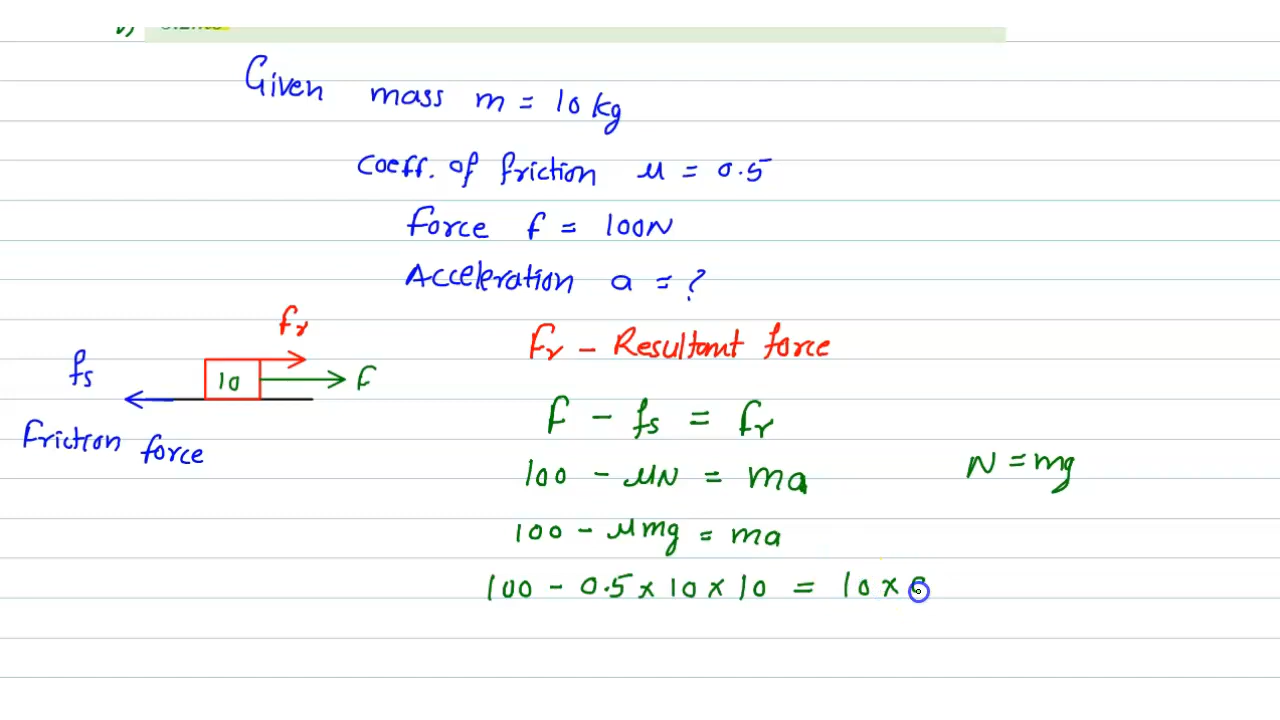 Given mass m = 10 kg
Coeff. of friction μ = 0.5
Force F = 100N
Acceleration a = ?
Fr
Fr - Resultant force
fs
10
F
F - fs = Fr
Friction force
100 - μN = ma
N = mg
100 - μmg = ma
100 - 0.5 × 10 × 10 = 10 ×